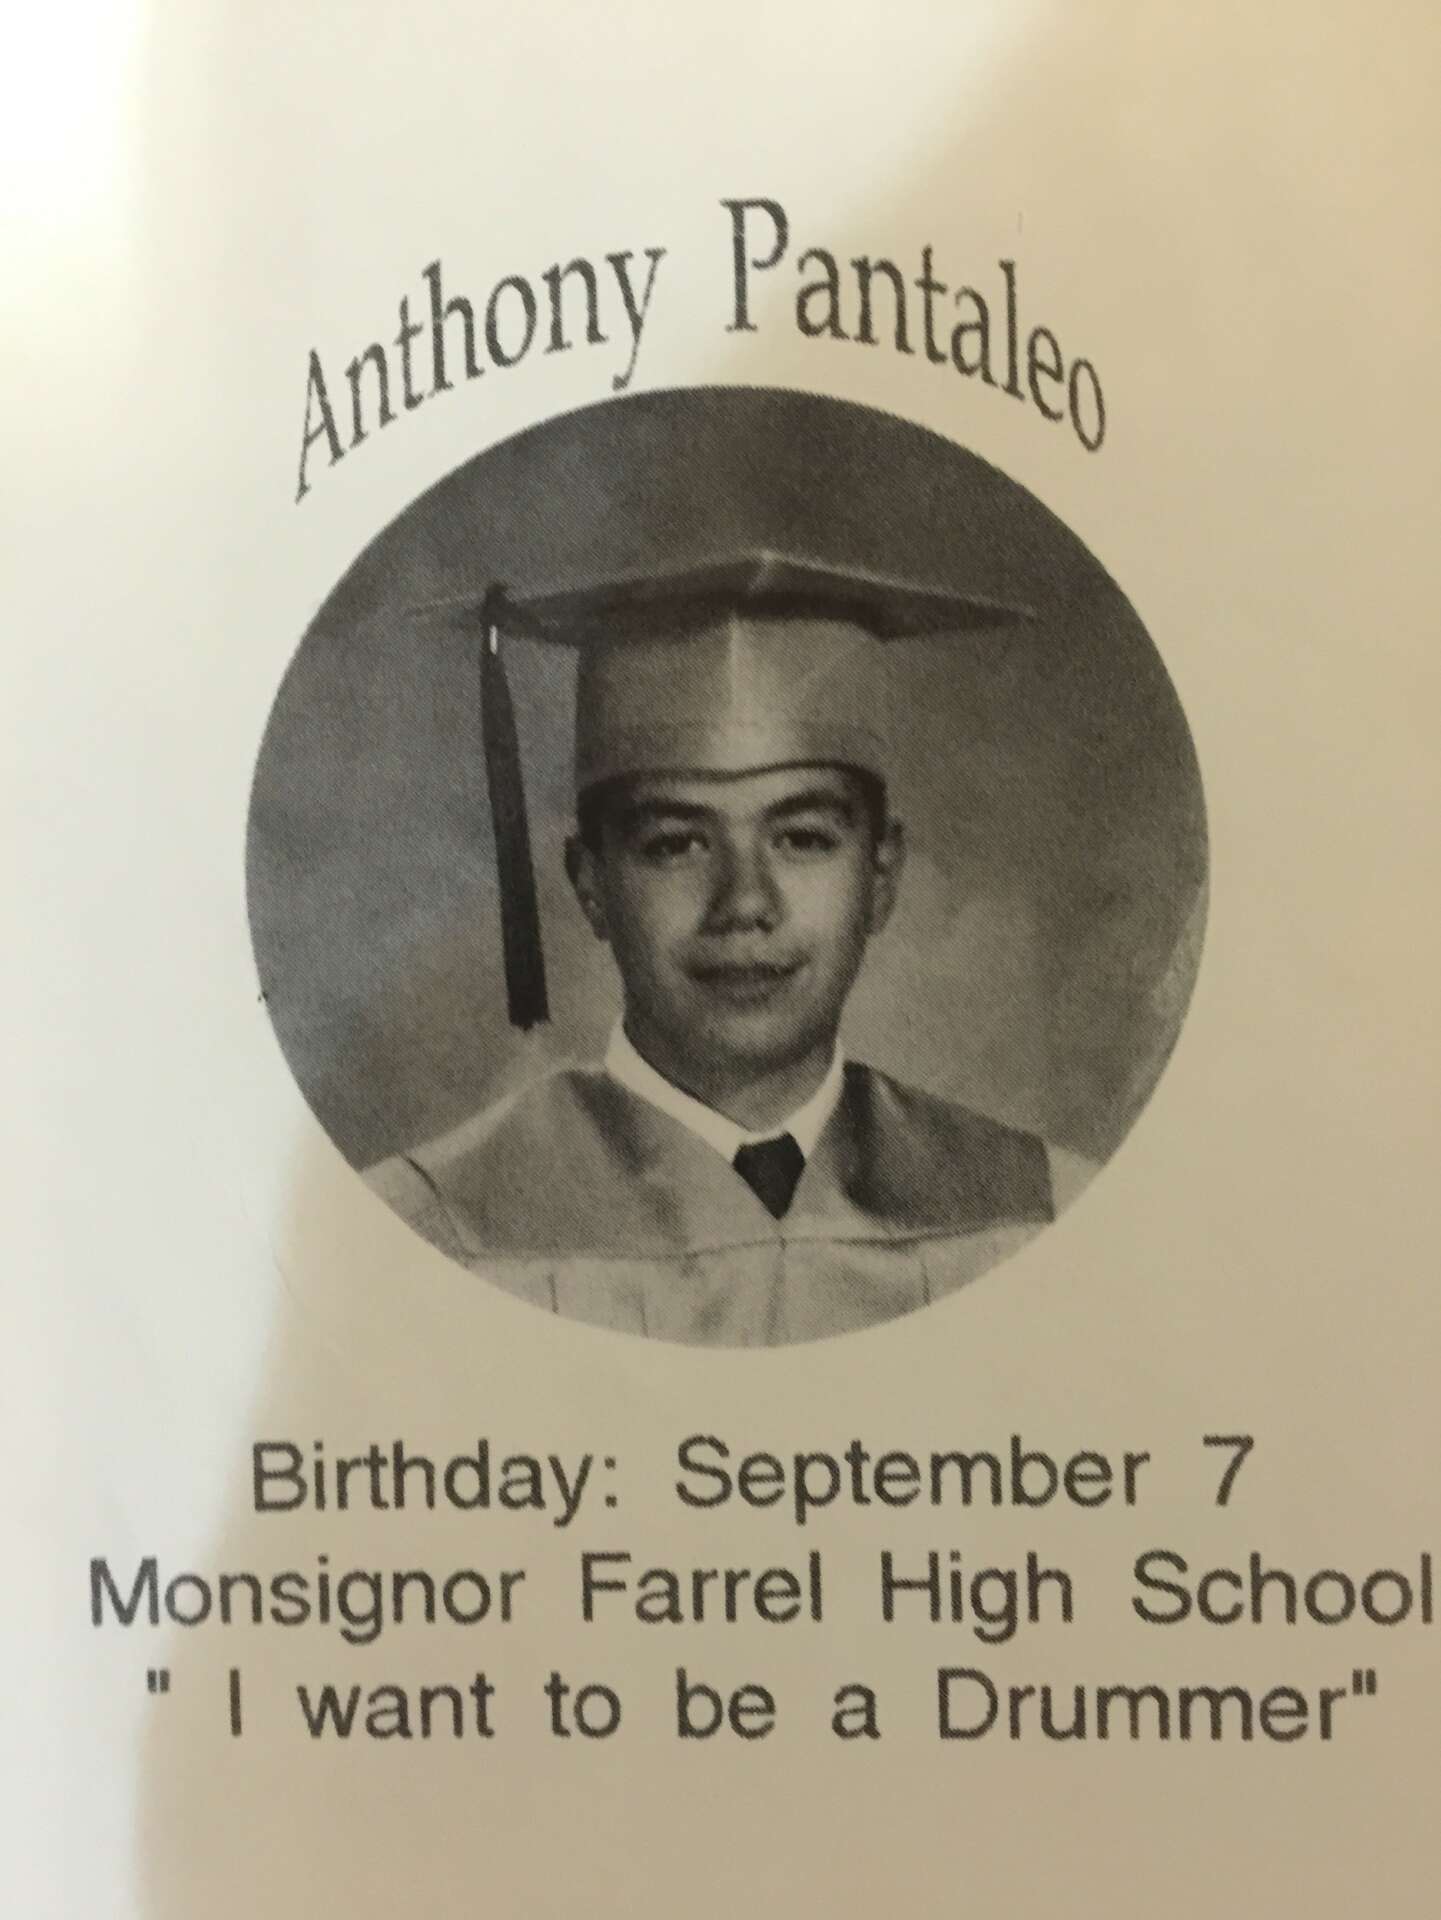 Anthony Pantaleo
Birthday: September 7
Monsignor Farrel High School
" I want to be a Drummer"